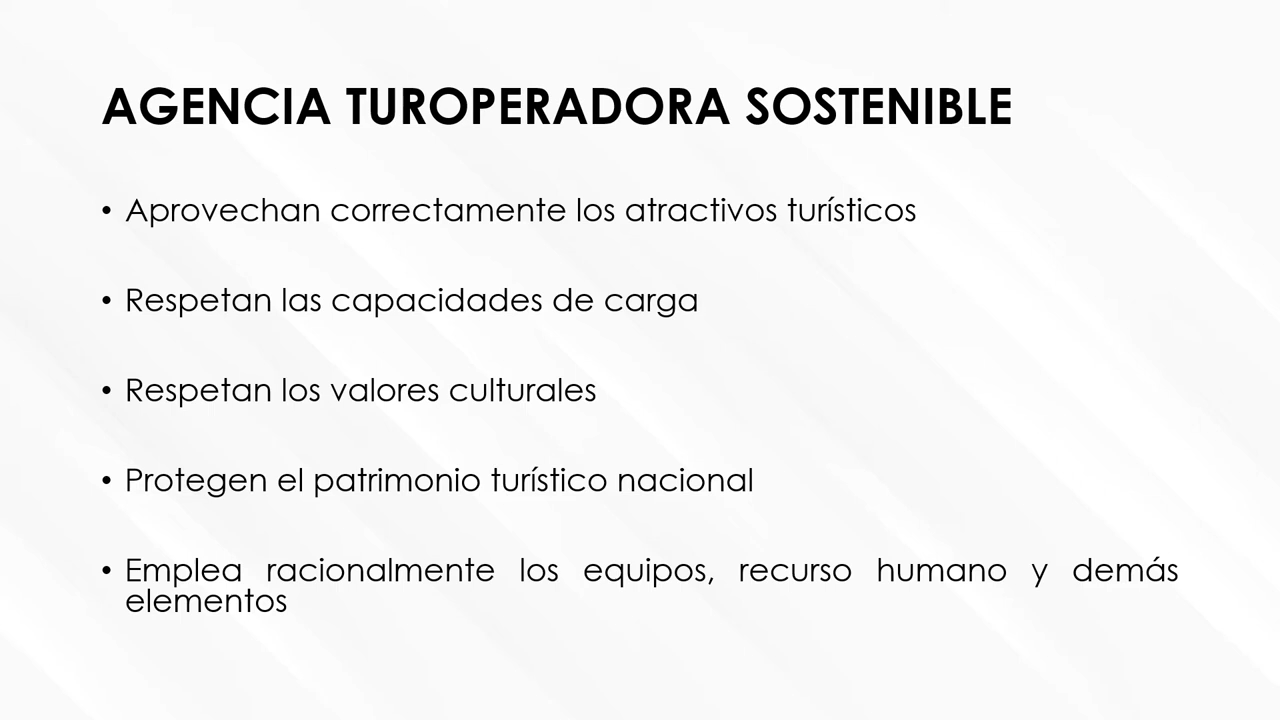 AGENCIA TUROPERADORA SOSTENIBLE
• Aprovechan correctamente los atractivos turísticos
• Respetan las capacidades de carga
• Respetan los valores culturales
• Protegen el patrimonio turístico nacional
• Emplea racionalmente los equipos, recurso humano y demás
elementos